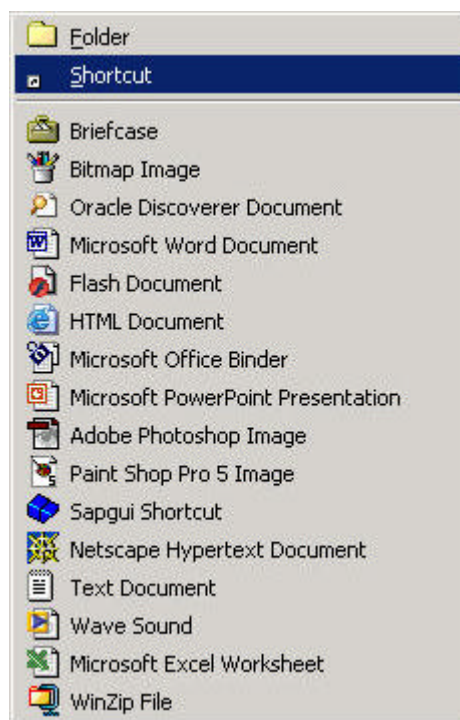 Folder
Shortcut
Briefcase
Bitmap Image
Oracle Discoverer Document
Microsoft Word Document
Flash Document
HTML Document
Microsoft Office Binder
Microsoft PowerPoint Presentation
Adobe Photoshop Image
Paint Shop Pro 5 Image
Sapgui Shortcut
Netscape Hypertext Document
Text Document
Wave Sound
Microsoft Excel Worksheet
WinZip File